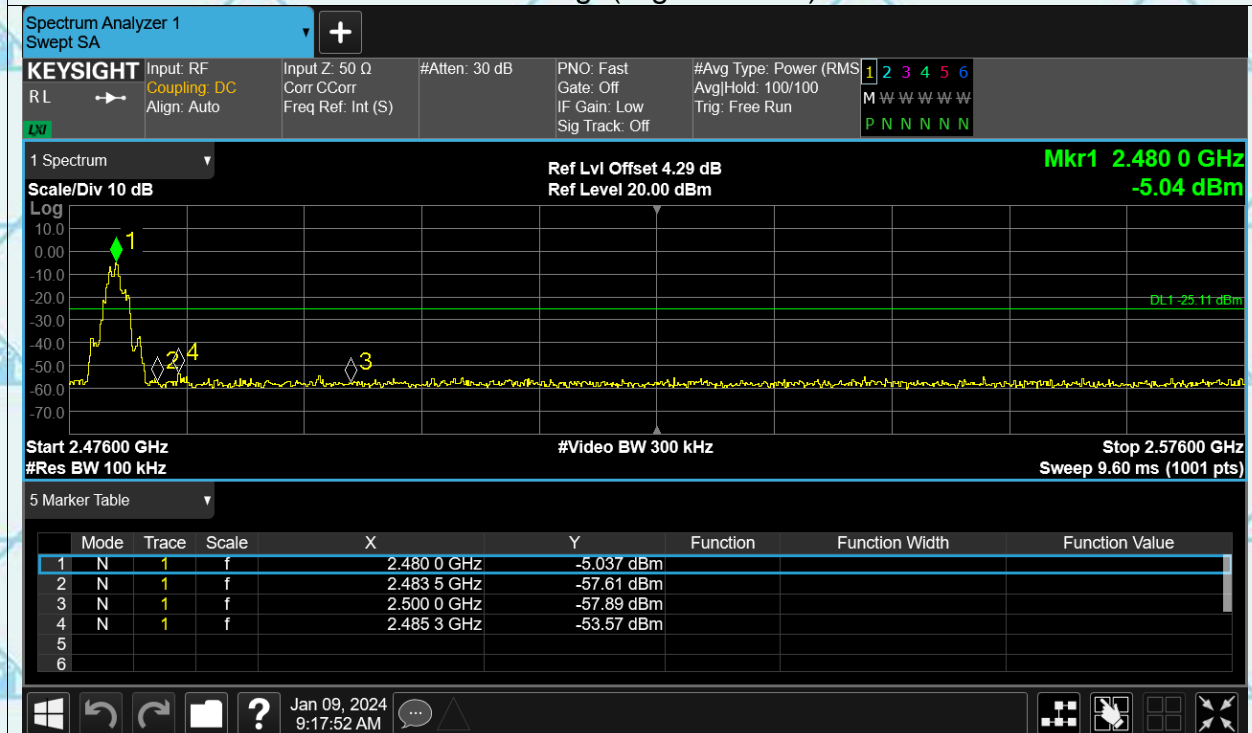 Spectrum Analyzer 1
Swept SA
+
KEYSIGHT
R L
LXI
Input: RF
Coupling: DC
Align: Auto
Input Z: 50 Ω
Corr CCorr
Freq Ref: Int (S)
#Atten: 30 dB
PNO: Fast
Gate: Off
IF Gain: Low
Sig Track: Off
#Avg Type: Power (RMS
Avg|Hold: 100/100
Trig: Free Run
1 2 3 4 5 6
M W W W W W
P N N N N N
1 Spectrum
Scale/Div 10 dB
Ref Lvl Offset 4.29 dB
Ref Level 20.00 dBm
Mkr1 2.480 0 GHz
-5.04 dBm
Log
10.0
0.00
-10.0
-20.0
-30.0
-40.0
-50.0
-60.0
-70.0
1
2
4
3
DL1 -25.11 dBm
Start 2.47600 GHz
#Video BW 300 kHz
Stop 2.57600 GHz
#Res BW 100 kHz
Sweep 9.60 ms (1001 pts)
5 Marker Table
Mode Trace Scale X Y Function Function Width Function Value
1 N 1 f 2.480 0 GHz -5.037 dBm
2 N 1 f 2.483 5 GHz -57.61 dBm
3 N 1 f 2.500 0 GHz -57.89 dBm
4 N 1 f 2.485 3 GHz -53.57 dBm
5
6
?
Jan 09, 2024
9:17:52 AM